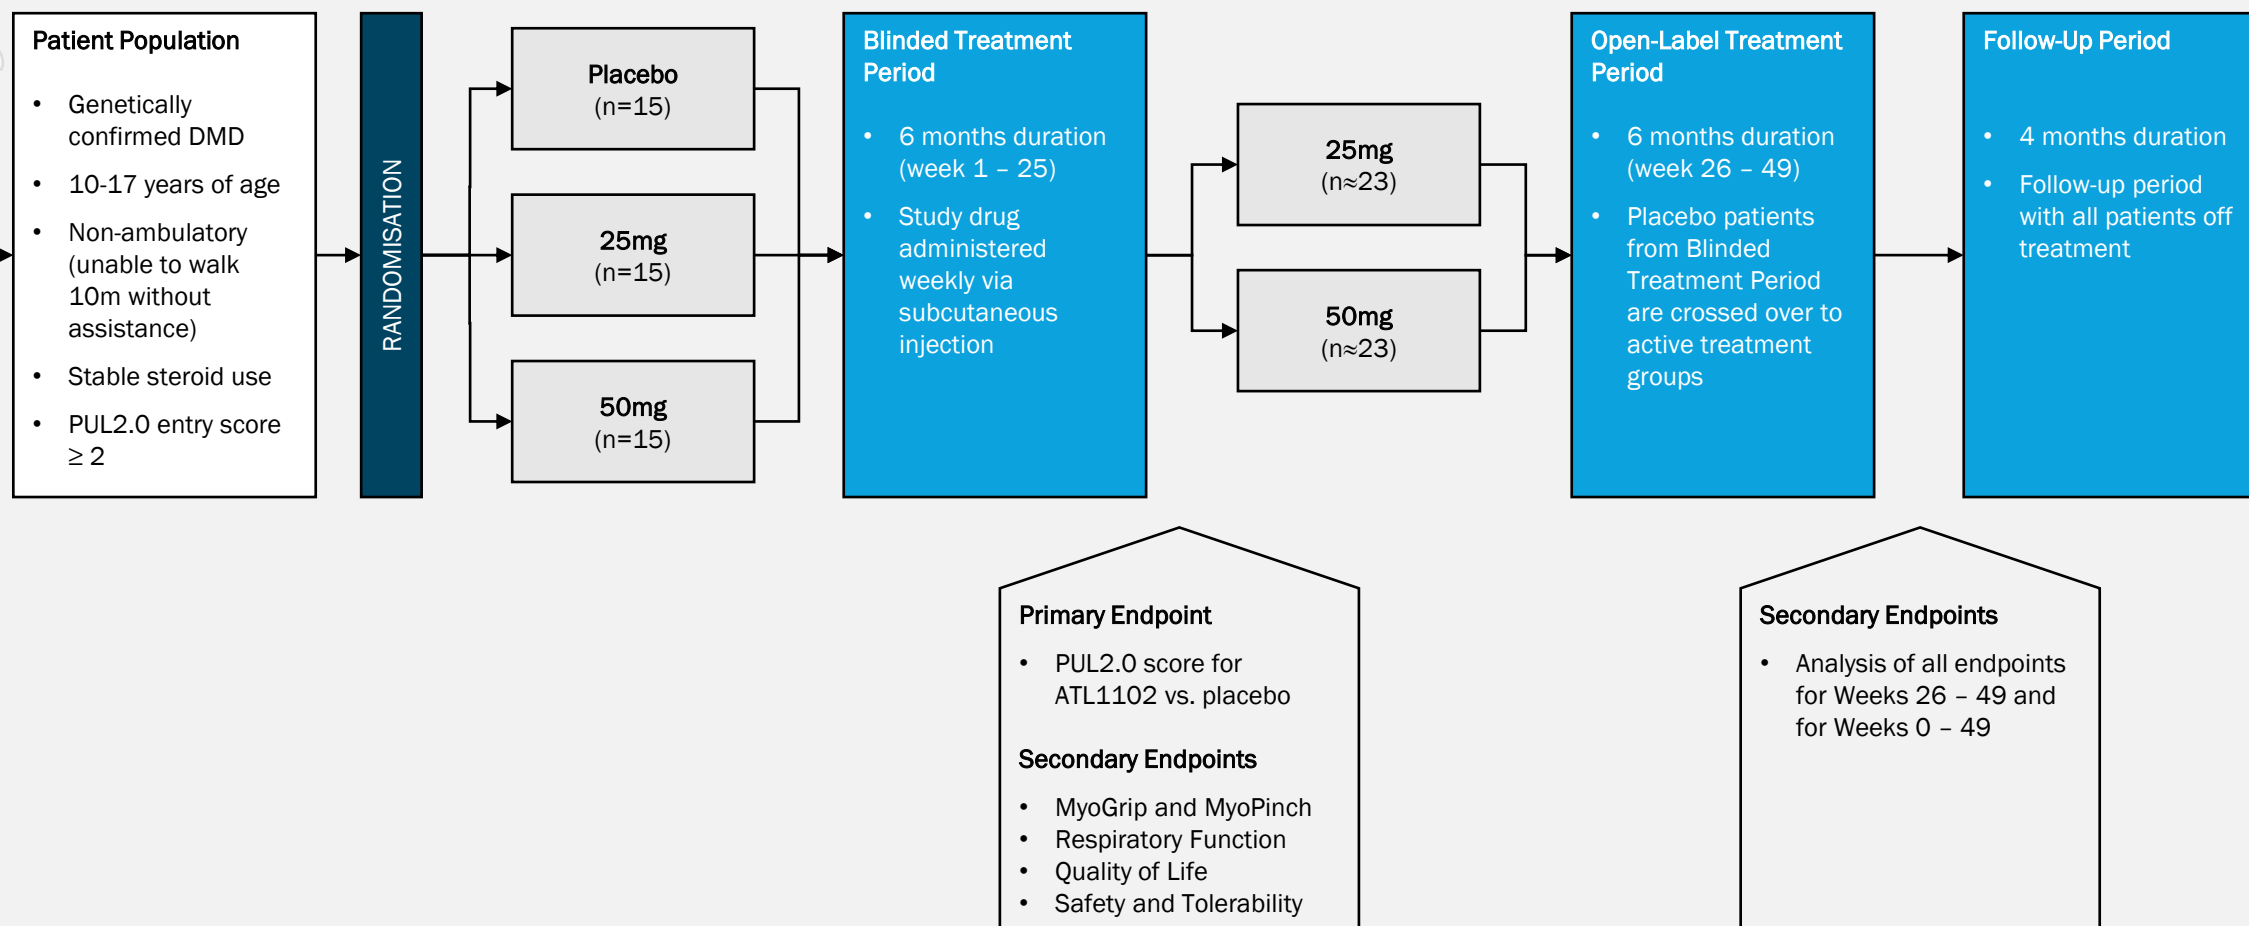 Patient Population
• Genetically
confirmed DMD
• 10-17 years of age
• Non-ambulatory
(unable to walk
10m without
assistance)
• Stable steroid use
• PUL2.0 entry score
≥ 2
RANDOMISATION
Placebo
(n=15)
25mg
(n=15)
50mg
(n=15)
Blinded Treatment
Period
• 6 months duration
(week 1 – 25)
• Study drug
administered
weekly via
subcutaneous
injection
25mg
(n≈23)
50mg
(n≈23)
Open-Label Treatment
Period
• 6 months duration
(week 26 – 49)
• Placebo patients
from Blinded
Treatment Period
are crossed over to
active treatment
groups
Follow-Up Period
• 4 months duration
• Follow-up period
with all patients off
treatment
Primary Endpoint
• PUL2.0 score for
ATL1102 vs. placebo
Secondary Endpoints
• MyoGrip and MyoPinch
• Respiratory Function
• Quality of Life
• Safety and Tolerability
Secondary Endpoints
• Analysis of all endpoints
for Weeks 26 – 49 and
for Weeks 0 – 49